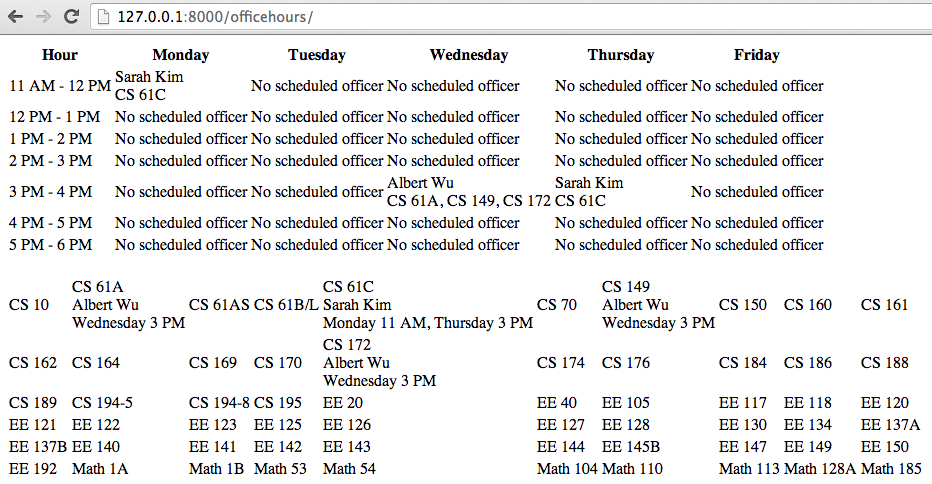 127.0.0.1:8000/officehours/
Hour Monday Tuesday Wednesday Thursday Friday
11 AM - 12 PM Sarah Kim CS 61C No scheduled officer No scheduled officer No scheduled officer No scheduled officer
12 PM - 1 PM No scheduled officer No scheduled officer No scheduled officer No scheduled officer No scheduled officer
1 PM - 2 PM No scheduled officer No scheduled officer No scheduled officer No scheduled officer No scheduled officer
2 PM - 3 PM No scheduled officer No scheduled officer No scheduled officer No scheduled officer No scheduled officer
3 PM - 4 PM No scheduled officer No scheduled officer Albert Wu CS 61A, CS 149, CS 172 Sarah Kim CS 61C No scheduled officer
4 PM - 5 PM No scheduled officer No scheduled officer No scheduled officer No scheduled officer No scheduled officer
5 PM - 6 PM No scheduled officer No scheduled officer No scheduled officer No scheduled officer No scheduled officer
CS 10 CS 61A Albert Wu Wednesday 3 PM CS 61AS CS 61B/L CS 61C Sarah Kim Monday 11 AM, Thursday 3 PM CS 70 CS 149 Albert Wu Wednesday 3 PM CS 150 CS 160 CS 161
CS 162 CS 164 CS 169 CS 170 CS 172 Albert Wu Wednesday 3 PM CS 174 CS 176 CS 184 CS 186 CS 188
CS 189 CS 194-5 CS 194-8 CS 195 EE 20 EE 40 EE 105 EE 117 EE 118 EE 120
EE 121 EE 122 EE 123 EE 125 EE 126 EE 127 EE 128 EE 130 EE 134 EE 137A
EE 137B EE 140 EE 141 EE 142 EE 143 EE 144 EE 145B EE 147 EE 149 EE 150
EE 192 Math 1A Math 1B Math 53 Math 54 Math 104 Math 110 Math 113 Math 128A Math 185